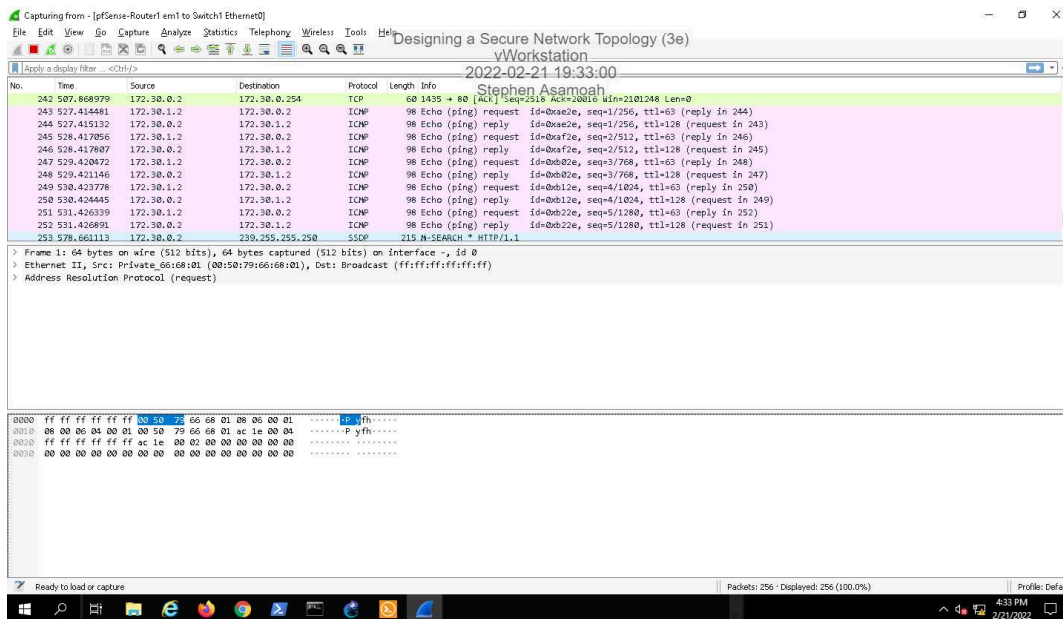 Capturing from - [pfSense-Router1 em1 to Switch1 Ethernet0]
File Edit View Go Capture Analyze Statistics Telephony Wireless Tools Help
Designing a Secure Network Topology (3e)
vWorkstation
2022-02-21 19:33:00
Stephen Asamoah
Apply a display filter ... <Ctrl-/>
No. Time Source Destination Protocol Length Info
242 507.868979 172.30.0.2 172.30.0.254 TCP 60 1435 → 80 [ACK] Seq=2518 Ack=20016 Win=2101248 Len=0
243 527.414481 172.30.1.2 172.30.0.2 ICMP 98 Echo (ping) request id=0xae2e, seq=1/256, ttl=63 (reply in 244)
244 527.415132 172.30.0.2 172.30.1.2 ICMP 98 Echo (ping) reply id=0xae2e, seq=1/256, ttl=128 (request in 243)
245 528.417056 172.30.1.2 172.30.0.2 ICMP 98 Echo (ping) request id=0xaf2e, seq=2/512, ttl=63 (reply in 246)
246 528.417807 172.30.0.2 172.30.1.2 ICMP 98 Echo (ping) reply id=0xaf2e, seq=2/512, ttl=128 (request in 245)
247 529.420472 172.30.1.2 172.30.0.2 ICMP 98 Echo (ping) request id=0xb02e, seq=3/768, ttl=63 (reply in 248)
248 529.421146 172.30.0.2 172.30.1.2 ICMP 98 Echo (ping) reply id=0xb02e, seq=3/768, ttl=128 (request in 247)
249 530.423778 172.30.1.2 172.30.0.2 ICMP 98 Echo (ping) request id=0xb12e, seq=4/1024, ttl=63 (reply in 250)
250 530.424445 172.30.0.2 172.30.1.2 ICMP 98 Echo (ping) reply id=0xb12e, seq=4/1024, ttl=128 (request in 249)
251 531.426339 172.30.1.2 172.30.0.2 ICMP 98 Echo (ping) request id=0xb22e, seq=5/1280, ttl=63 (reply in 252)
252 531.426891 172.30.0.2 172.30.1.2 ICMP 98 Echo (ping) reply id=0xb22e, seq=5/1280, ttl=128 (request in 251)
253 578.661113 172.30.0.2 239.255.255.250 SSDP 215 M-SEARCH * HTTP/1.1
> Frame 1: 64 bytes on wire (512 bits), 64 bytes captured (512 bits) on interface -, id 0
> Ethernet II, Src: Private_66:68:01 (00:50:79:66:68:01), Dst: Broadcast (ff:ff:ff:ff:ff:ff)
> Address Resolution Protocol (request)
0000 ff ff ff ff ff ff 00 50 79 66 68 01 08 06 00 01 ·······P yfh·····
0010 08 00 06 04 00 01 00 50 79 66 68 01 ac 1e 00 04 ·······P yfh·····
0020 ff ff ff ff ff ff ac 1e 00 02 00 00 00 00 00 00 ········ ········
0030 00 00 00 00 00 00 00 00 00 00 00 00 00 00 00 00 ········ ········
Ready to load or capture
Packets: 256 · Displayed: 256 (100.0%)
Profile: Defa
4:33 PM
2/21/2022